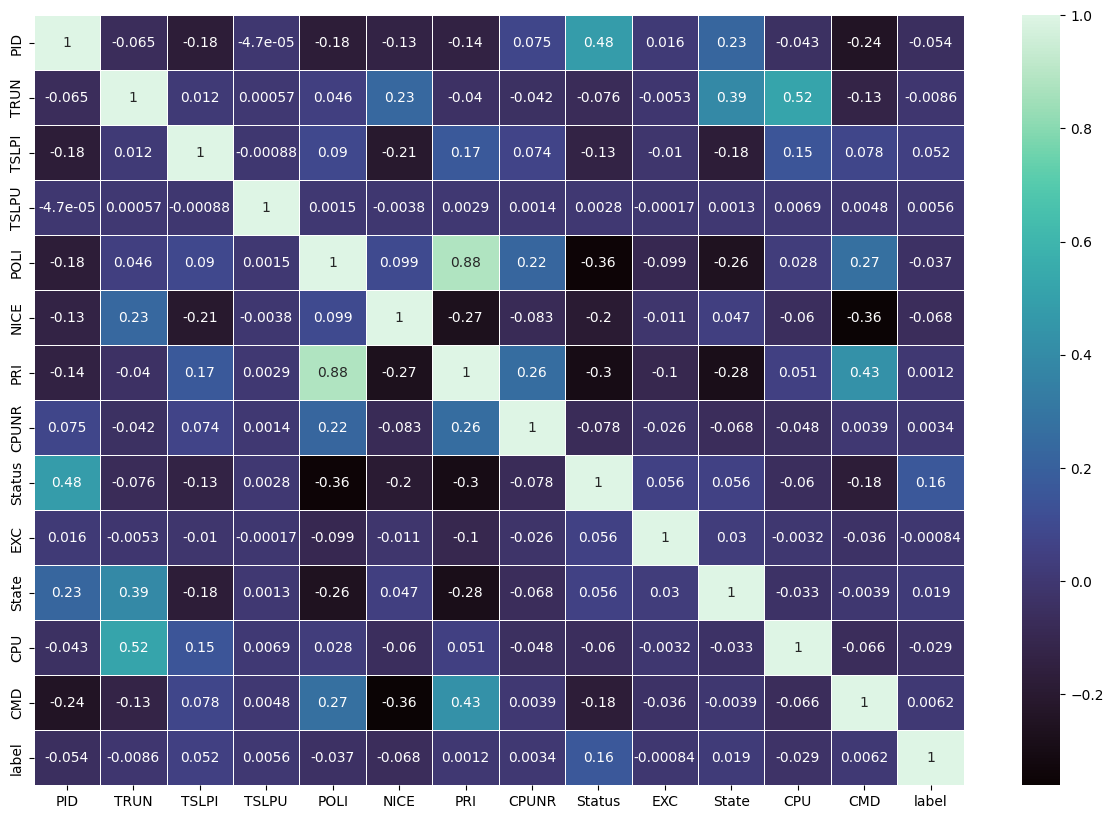 PID 1 -0.065 -0.18 -4.7e-05 -0.18 -0.13 -0.14 0.075 0.48 0.016 0.23 -0.043 -0.24 -0.054
TRUN -0.065 1 0.012 0.00057 0.046 0.23 -0.04 -0.042 -0.076 -0.0053 0.39 0.52 -0.13 -0.0086
TSLPI -0.18 0.012 1 -0.00088 0.09 -0.21 0.17 0.074 -0.13 -0.01 -0.18 0.15 0.078 0.052
TSLPU -4.7e-05 0.00057 -0.00088 1 0.0015 -0.0038 0.0029 0.0014 0.0028 -0.00017 0.0013 0.0069 0.0048 0.0056
POLI -0.18 0.046 0.09 0.0015 1 0.099 0.88 0.22 -0.36 -0.099 -0.26 0.028 0.27 -0.037
NICE -0.13 0.23 -0.21 -0.0038 0.099 1 -0.27 -0.083 -0.2 -0.011 0.047 -0.06 -0.36 -0.068
PRI -0.14 -0.04 0.17 0.0029 0.88 -0.27 1 0.26 -0.3 -0.1 -0.28 0.051 0.43 0.0012
CPUNR 0.075 -0.042 0.074 0.0014 0.22 -0.083 0.26 1 -0.078 -0.026 -0.068 -0.048 0.0039 0.0034
Status 0.48 -0.076 -0.13 0.0028 -0.36 -0.2 -0.3 -0.078 1 0.056 0.056 -0.06 -0.18 0.16
EXC 0.016 -0.0053 -0.01 -0.00017 -0.099 -0.011 -0.1 -0.026 0.056 1 0.03 -0.0032 -0.036 -0.00084
State 0.23 0.39 -0.18 0.0013 -0.26 0.047 -0.28 -0.068 0.056 0.03 1 -0.033 -0.0039 0.019
CPU -0.043 0.52 0.15 0.0069 0.028 -0.06 0.051 -0.048 -0.06 -0.0032 -0.033 1 -0.066 -0.029
CMD -0.24 -0.13 0.078 0.0048 0.27 -0.36 0.43 0.0039 -0.18 -0.036 -0.0039 -0.066 1 0.0062
label -0.054 -0.0086 0.052 0.0056 -0.037 -0.068 0.0012 0.0034 0.16 -0.00084 0.019 -0.029 0.0062 1
PID TRUN TSLPI TSLPU POLI NICE PRI CPUNR Status EXC State CPU CMD label
1.0
0.8
0.6
0.4
0.2
0.0
−0.2